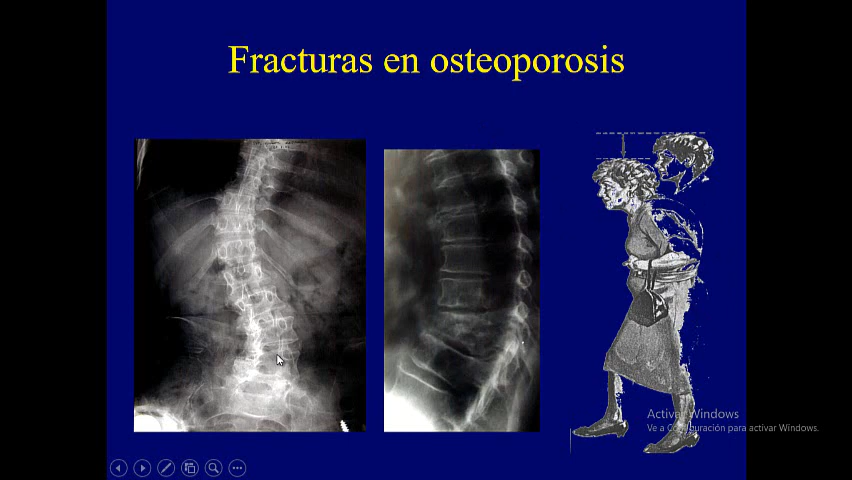 Fracturas en osteoporosis
Activar Windows
Ve a Configuración para activar Windows.